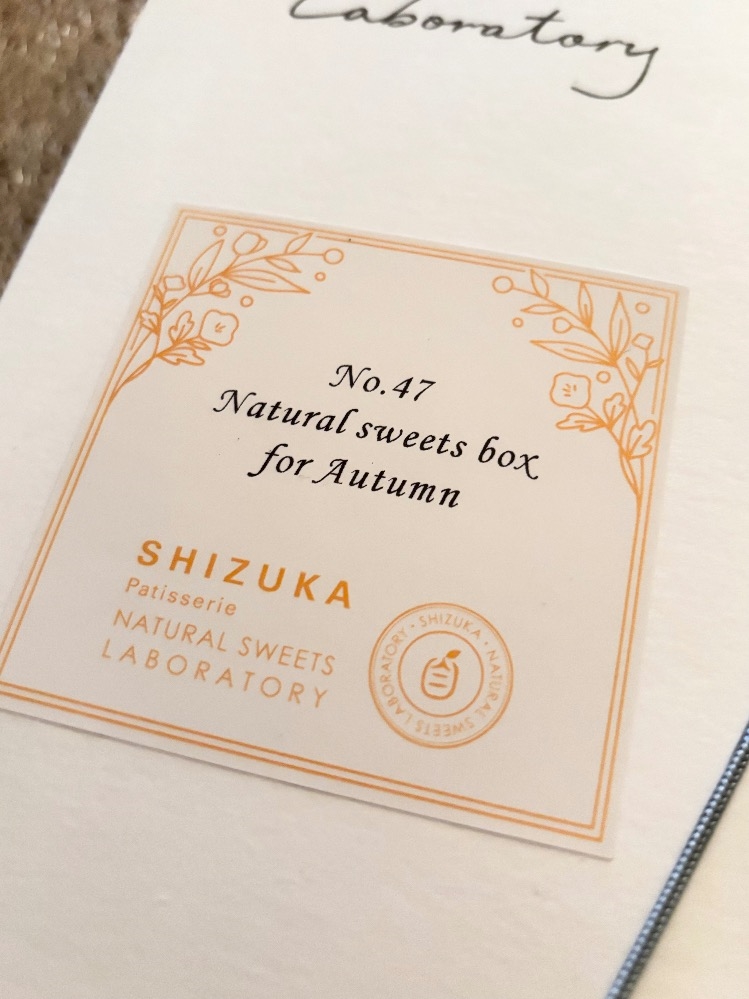 Laboratory
No.47
Natural sweets box
for Autumn
SHIZUKA
Patisserie
NATURAL SWEETS
LABORATORY
SHIZUKA · NATURAL SWEETS LABORATORY ·